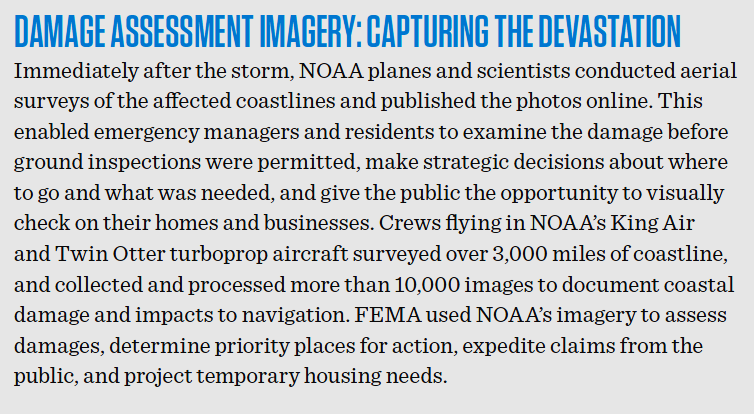 DAMAGE ASSESSMENT IMAGERY: CAPTURING THE DEVASTATION
Immediately after the storm, NOAA planes and scientists conducted aerial
surveys of the affected coastlines and published the photos online. This
enabled emergency managers and residents to examine the damage before
ground inspections were permitted, make strategic decisions about where
to go and what was needed, and give the public the opportunity to visually
check on their homes and businesses. Crews flying in NOAA’s King Air
and Twin Otter turboprop aircraft surveyed over 3,000 miles of coastline,
and collected and processed more than 10,000 images to document coastal
damage and impacts to navigation. FEMA used NOAA’s imagery to assess
damages, determine priority places for action, expedite claims from the
public, and project temporary housing needs.